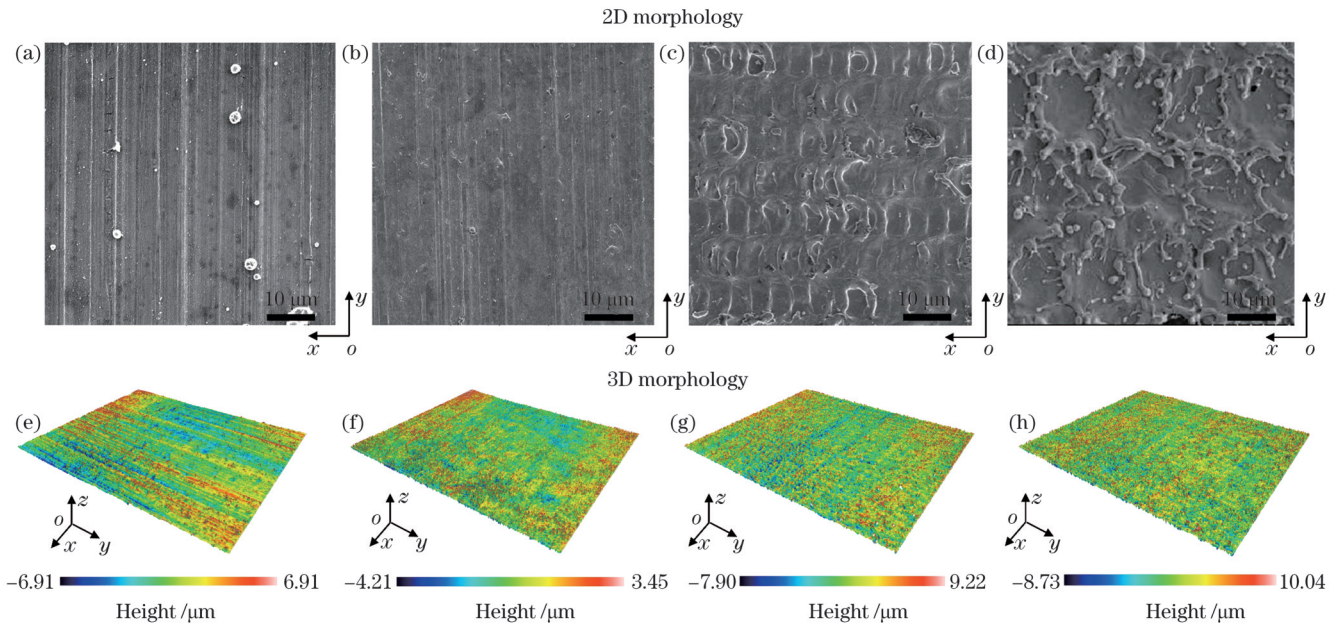 2D morphology
(a) (b) (c) (d)
10 μm 10 μm 10 μm 10 μm
y y y y
x o x o x o x o
3D morphology
(e) (f) (g) (h)
z z z z
o o o o
x y x y x y x y
−6.91 6.91 −4.21 3.45 −7.90 9.22 −8.73 10.04
Height /μm Height /μm Height /μm Height /μm